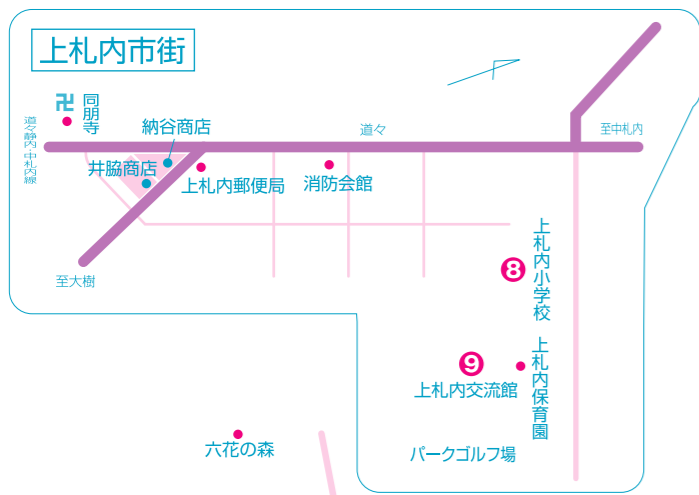 上札内市街
卍
同朋寺
道々静内・中札内線
納谷商店
道々
至中札内
井脇商店
上札内郵便局
消防会館
至大樹
8
上札内小学校
9
上札内交流館
上札内保育園
六花の森
パークゴルフ場